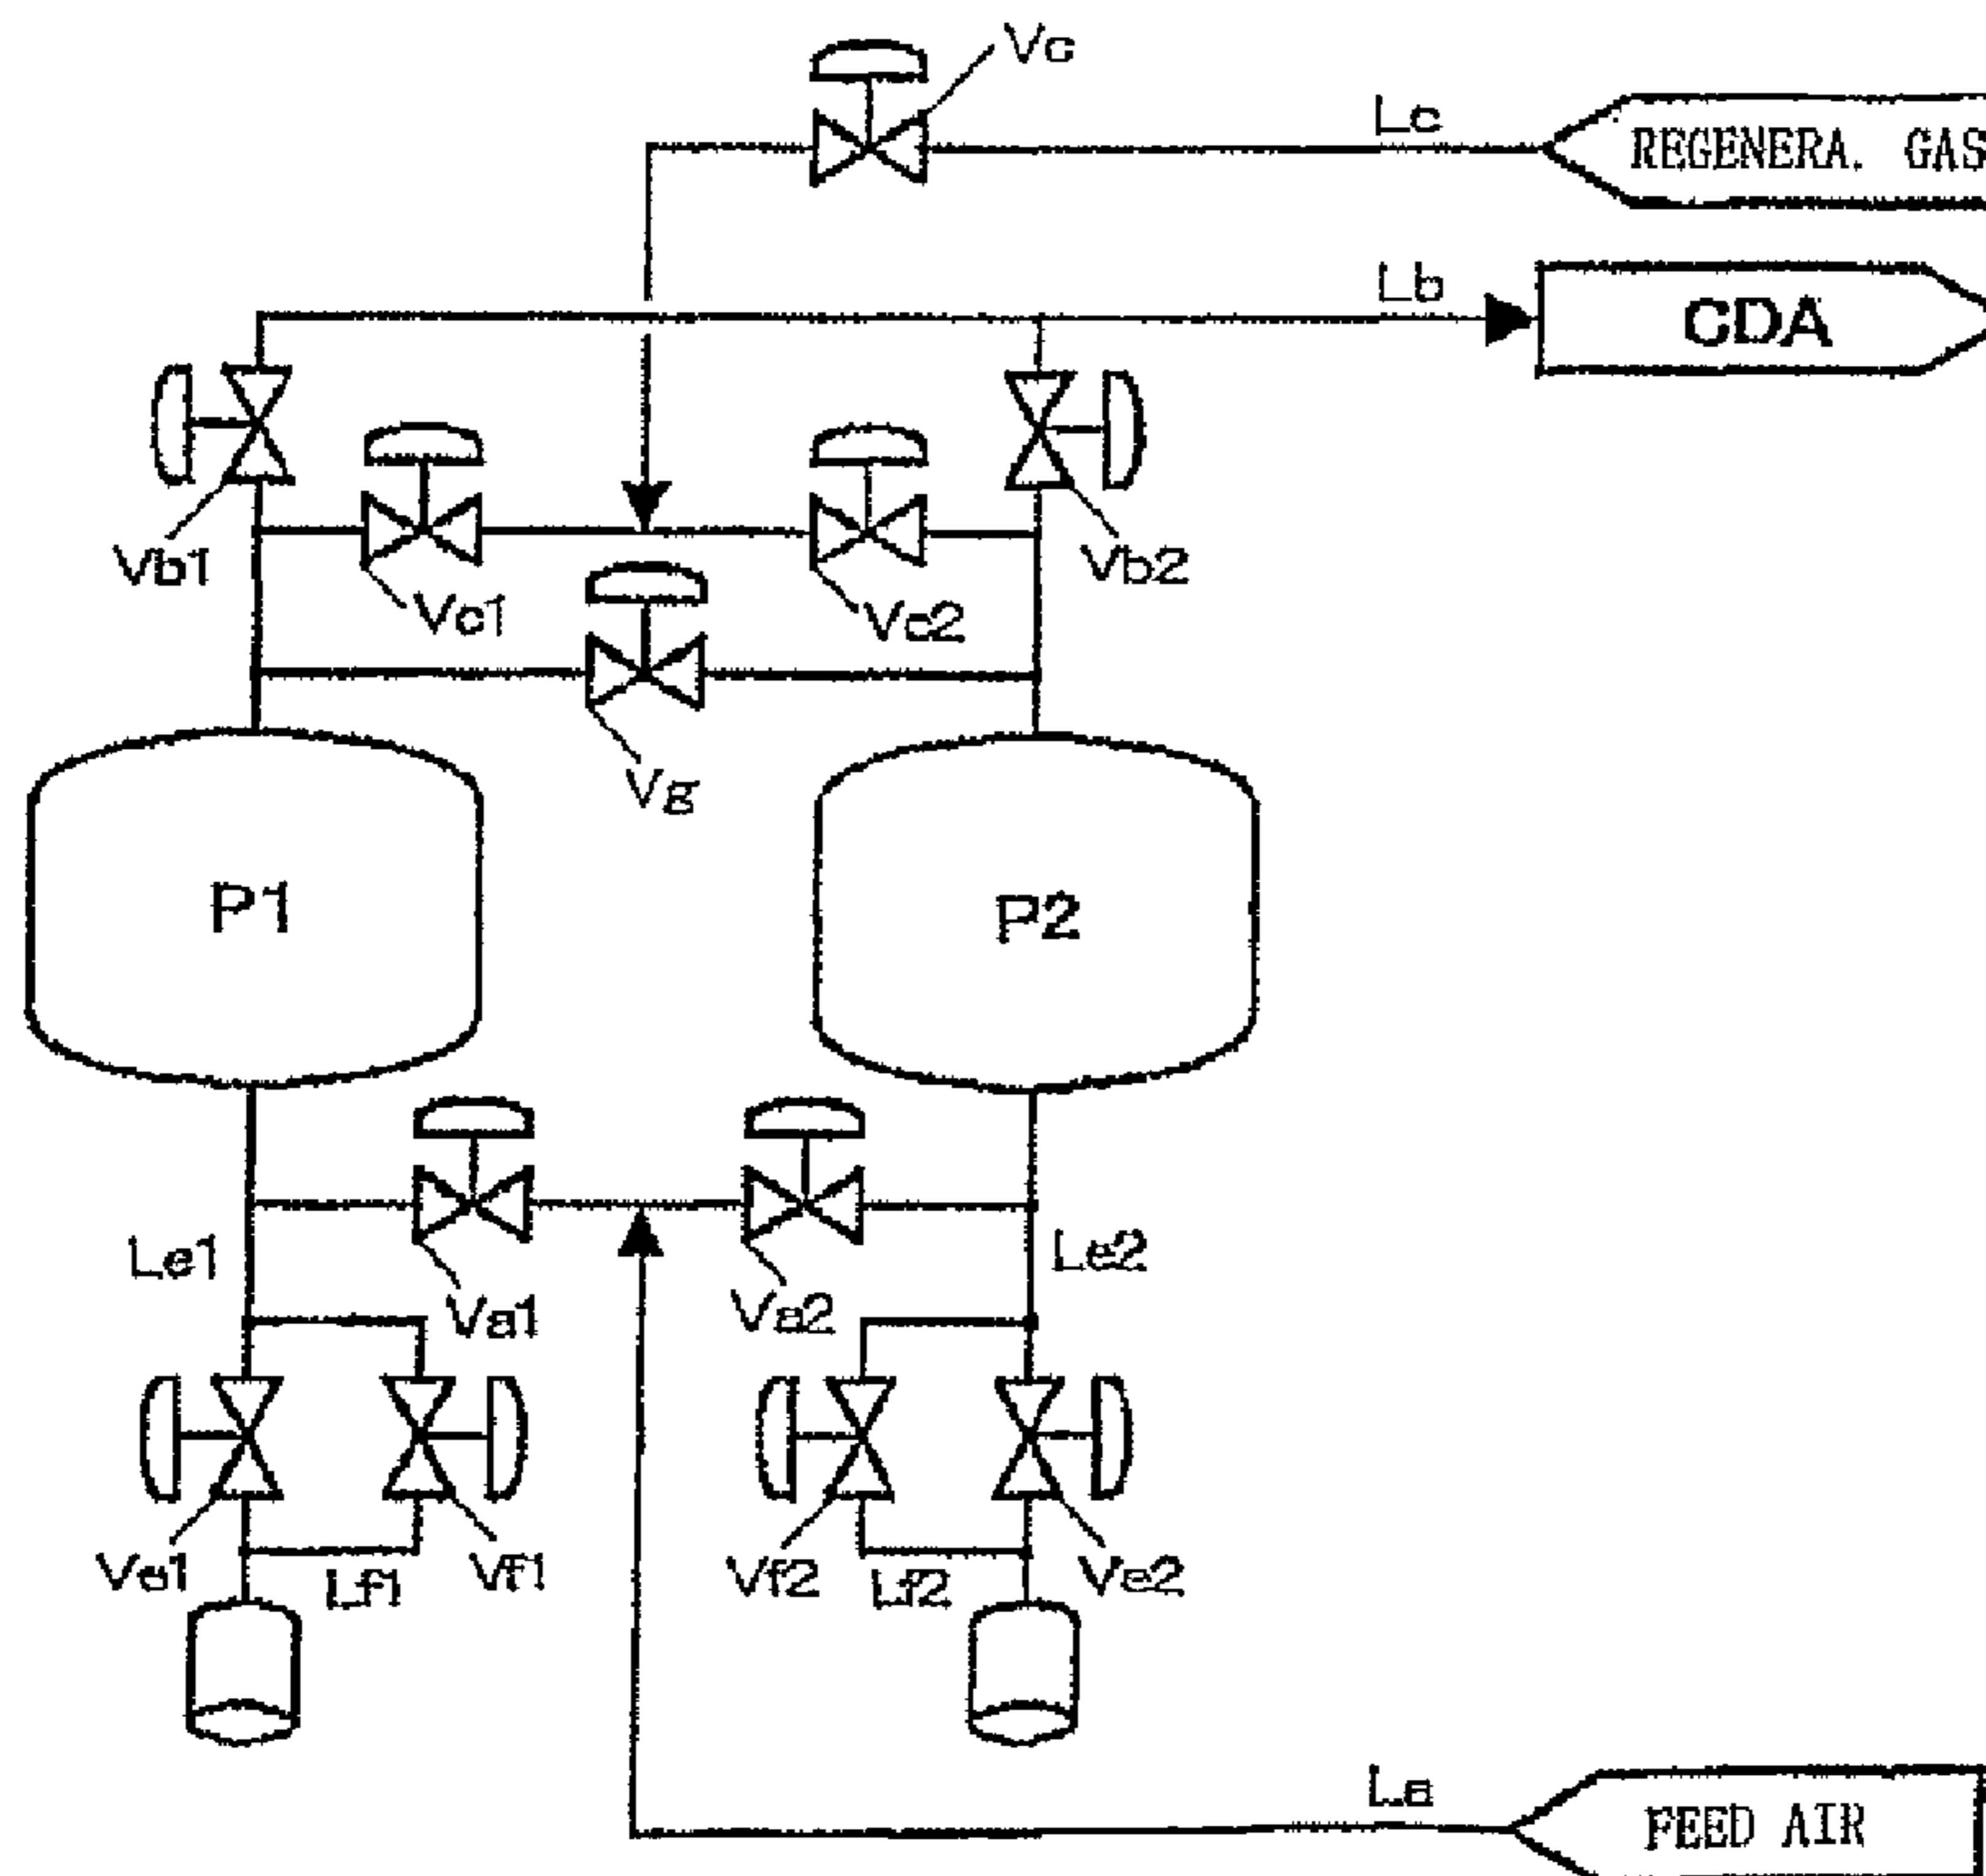 Vc
Lc
REGENERA. GAS
Lb
CDA
Vb1
Vb2
Vc1
Vc2
Vg
P1
P2
Le1
Le2
Va1
Va2
Ve1
Lf1
Vf1
Vf2
Lf2
Ve2
La
FEED AIR